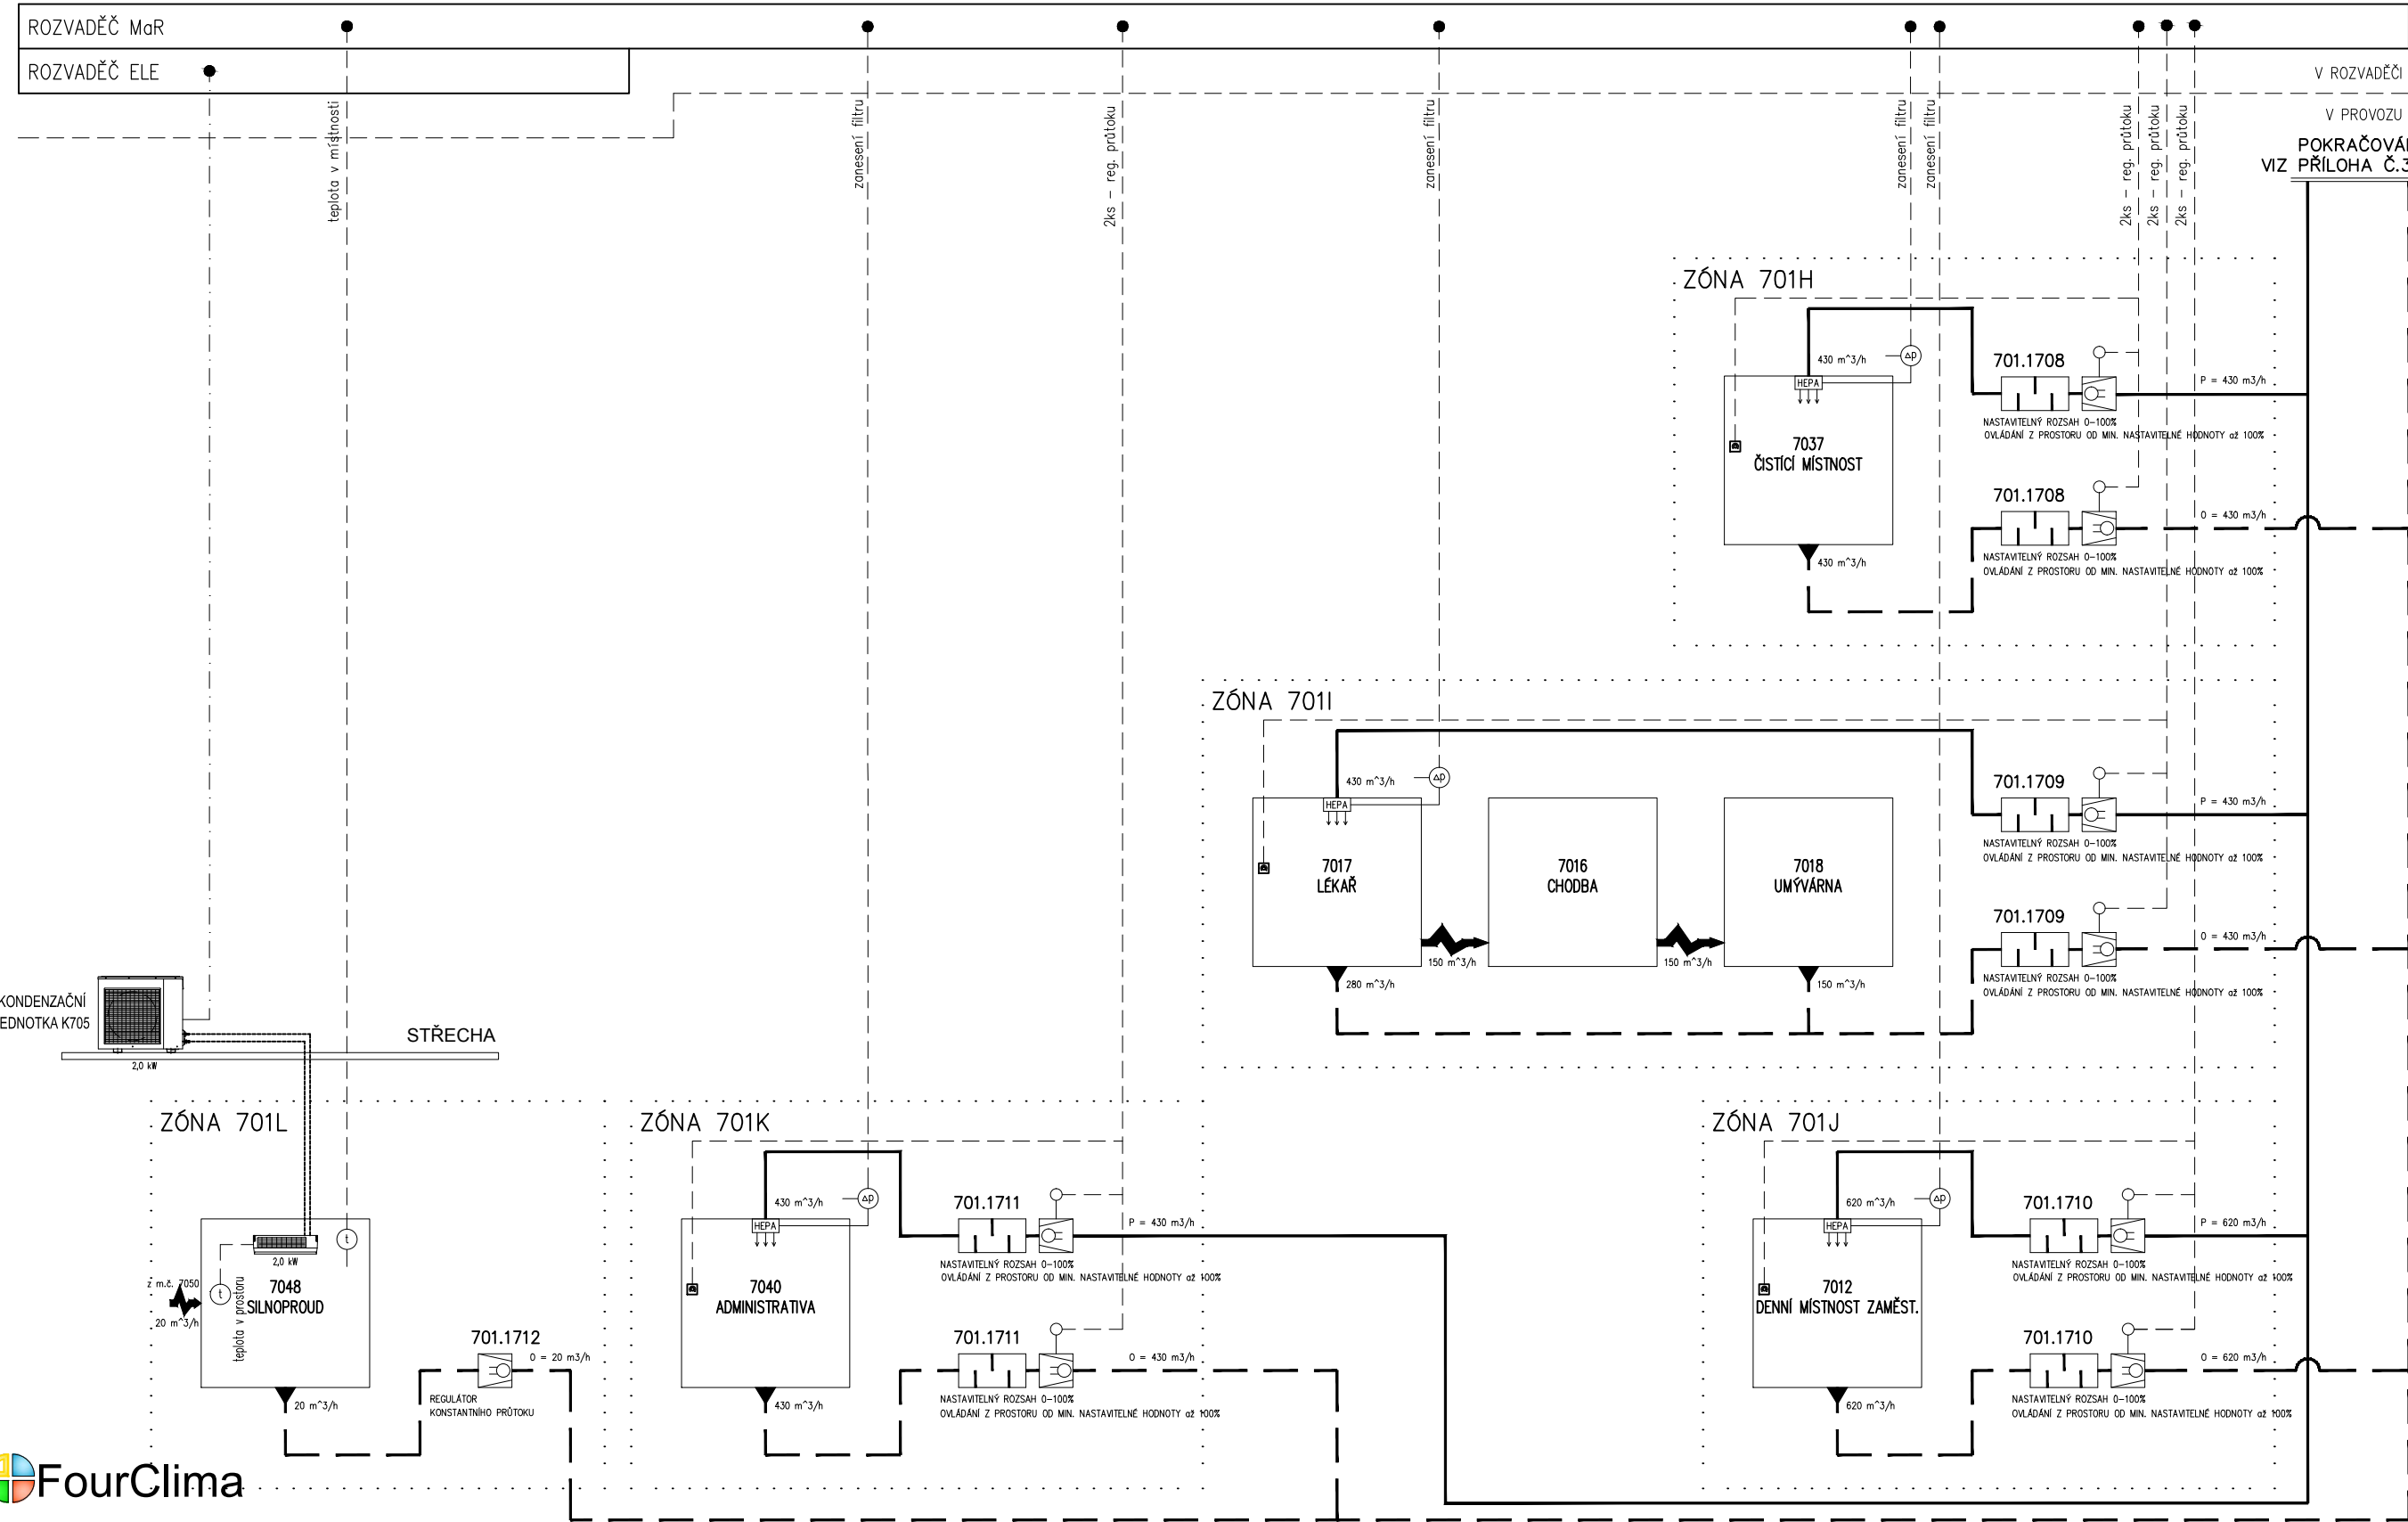 ROZVADĚČ MaR
ROZVADĚČ ELE
V ROZVADĚČI
V PROVOZU
POKRAČOVÁ
VIZ PŘÍLOHA Č.3
teplota v místnosti
zanesení filtru
2ks - reg. průtoku
zanesení filtru
zanesení filtru
zanesení filtru
2ks - reg. průtoku
2ks - reg. průtoku
2ks - reg. průtoku
ZÓNA 701H
430 m^3/h
Δp
HEPA
7037
ČISTÍCÍ MÍSTNOST
430 m^3/h
701.1708
P = 430 m3/h
NASTAVITELNÝ ROZSAH 0-100%
OVLÁDÁNÍ Z PROSTORU OD MIN. NASTAVITELNÉ HODNOTY až 100%
701.1708
O = 430 m3/h
NASTAVITELNÝ ROZSAH 0-100%
OVLÁDÁNÍ Z PROSTORU OD MIN. NASTAVITELNÉ HODNOTY až 100%
ZÓNA 701I
430 m^3/h
Δp
HEPA
7017
LÉKAŘ
7016
CHODBA
7018
UMÝVÁRNA
150 m^3/h
150 m^3/h
280 m^3/h
150 m^3/h
701.1709
P = 430 m3/h
NASTAVITELNÝ ROZSAH 0-100%
OVLÁDÁNÍ Z PROSTORU OD MIN. NASTAVITELNÉ HODNOTY až 100%
701.1709
O = 430 m3/h
NASTAVITELNÝ ROZSAH 0-100%
OVLÁDÁNÍ Z PROSTORU OD MIN. NASTAVITELNÉ HODNOTY až 100%
KONDENZAČNÍ
EDNOTKA K705
STŘECHA
2,0 kW
ZÓNA 701L
2,0 kW
t
t
z m.č. 7050
20 m^3/h
teplota v prostoru
7048
SILNOPROUD
20 m^3/h
701.1712
O = 20 m3/h
REGULÁTOR
KONSTANTNÍHO PRŮTOKU
ZÓNA 701K
430 m^3/h
Δp
HEPA
7040
ADMINISTRATIVA
430 m^3/h
701.1711
P = 430 m3/h
NASTAVITELNÝ ROZSAH 0-100%
OVLÁDÁNÍ Z PROSTORU OD MIN. NASTAVITELNÉ HODNOTY až 100%
701.1711
O = 430 m3/h
NASTAVITELNÝ ROZSAH 0-100%
OVLÁDÁNÍ Z PROSTORU OD MIN. NASTAVITELNÉ HODNOTY až 100%
ZÓNA 701J
620 m^3/h
Δp
HEPA
7012
DENNÍ MÍSTNOST ZAMĚST.
620 m^3/h
701.1710
P = 620 m3/h
NASTAVITELNÝ ROZSAH 0-100%
OVLÁDÁNÍ Z PROSTORU OD MIN. NASTAVITELNÉ HODNOTY až 100%
701.1710
O = 620 m3/h
NASTAVITELNÝ ROZSAH 0-100%
OVLÁDÁNÍ Z PROSTORU OD MIN. NASTAVITELNÉ HODNOTY až 100%
FourClima